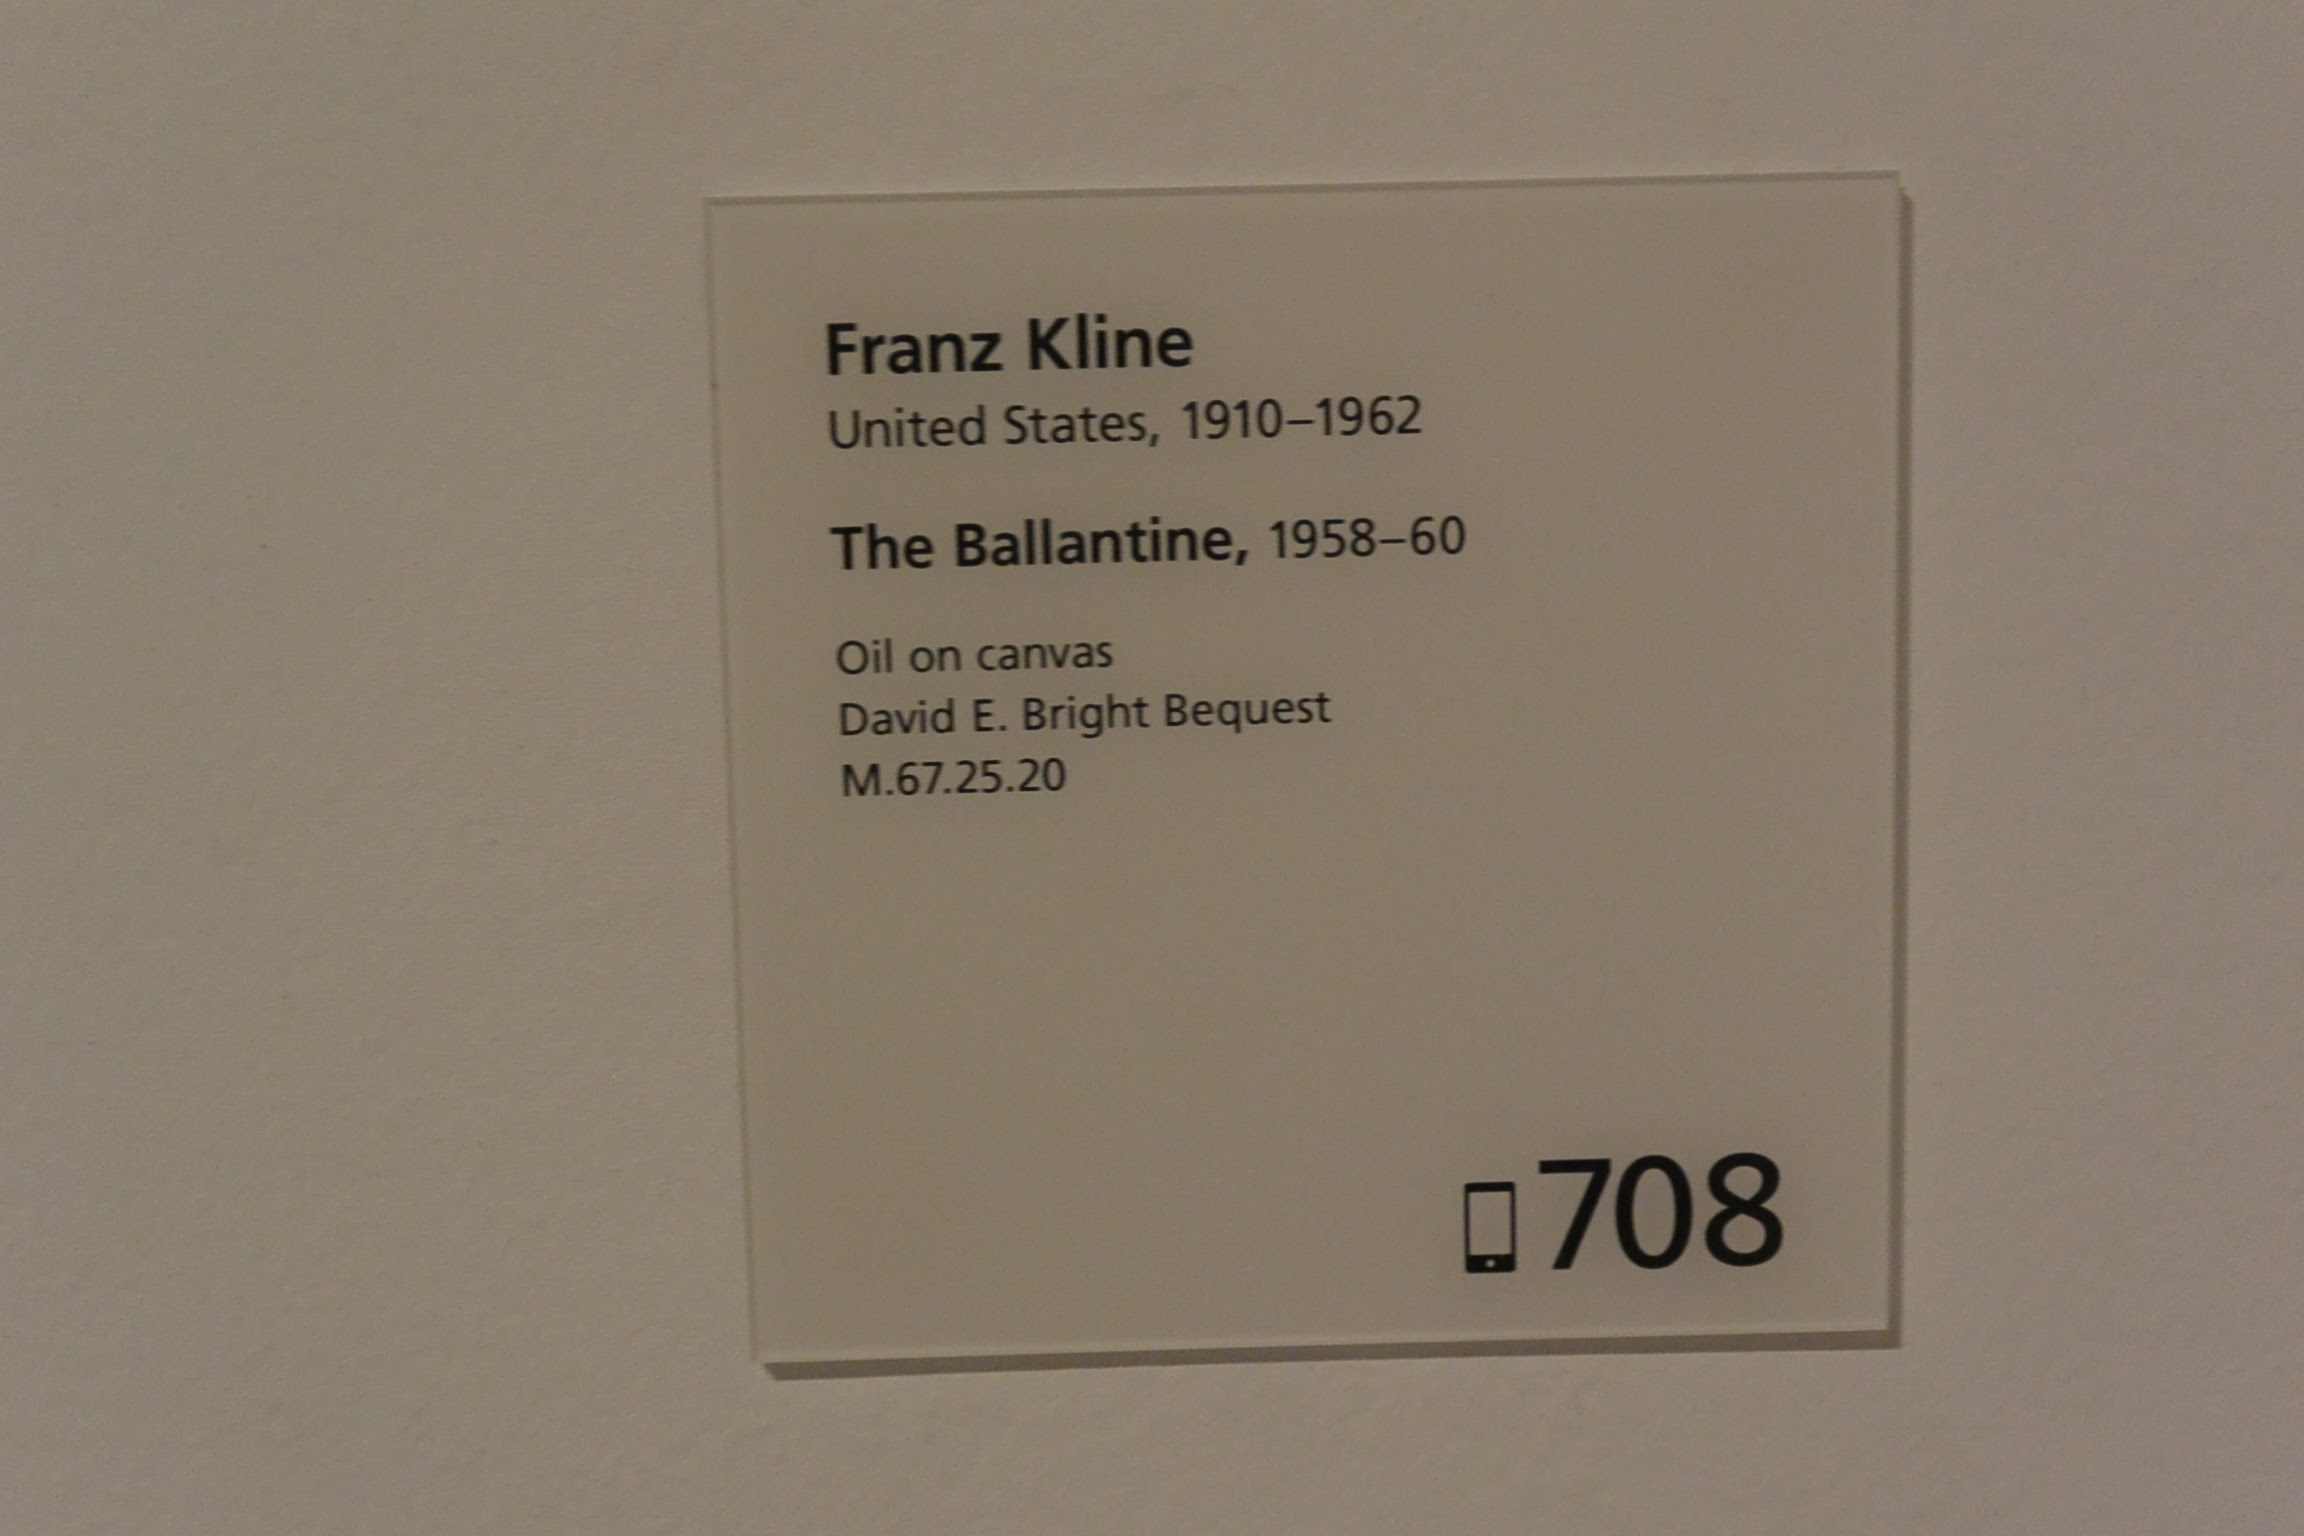 Franz Kline
United States, 1910–1962
The Ballantine, 1958–60
Oil on canvas
David E. Bright Bequest
M.67.25.20
708